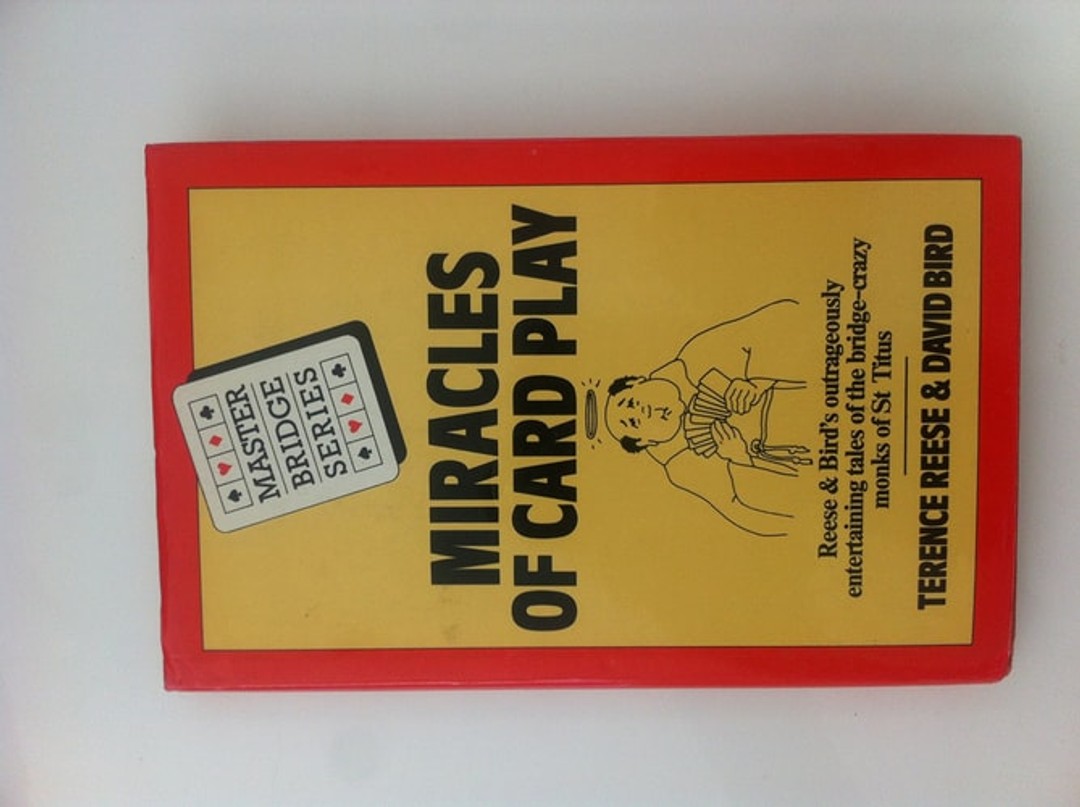 MASTER
BRIDGE
SERIES
MIRACLES
OF CARD PLAY
Reese & Bird's outrageously
entertaining tales of the bridge-crazy
monks of St Titus
TERENCE REESE & DAVID BIRD